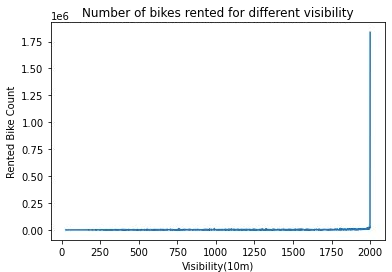 Number of bikes rented for different visibility
1e6
1.75
1.50
1.25
1.00
0.75
0.50
0.25
0.00
Rented Bike Count
0 250 500 750 1000 1250 1500 1750 2000
Visibility(10m)